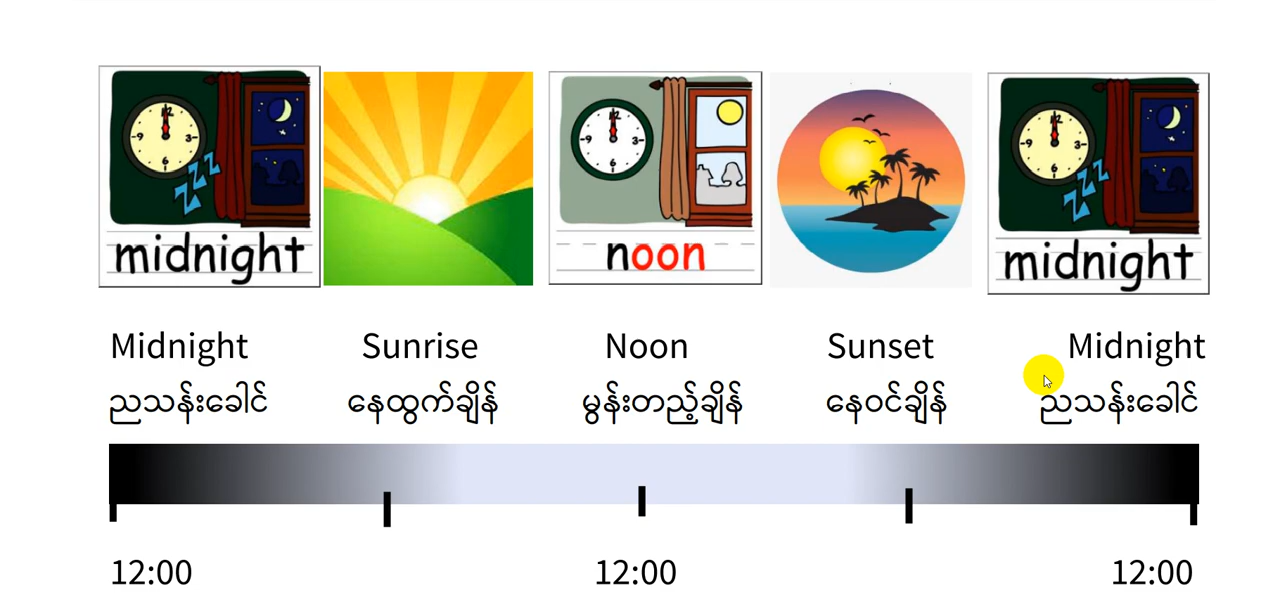 midnight
noon
midnight
Midnight Sunrise Noon Sunset Midnight
ညသန်းခေါင် နေထွက်ချိန် မွန်းတည့်ချိန် နေဝင်ချိန် ညသန်းခေါင်
12:00 12:00 12:00